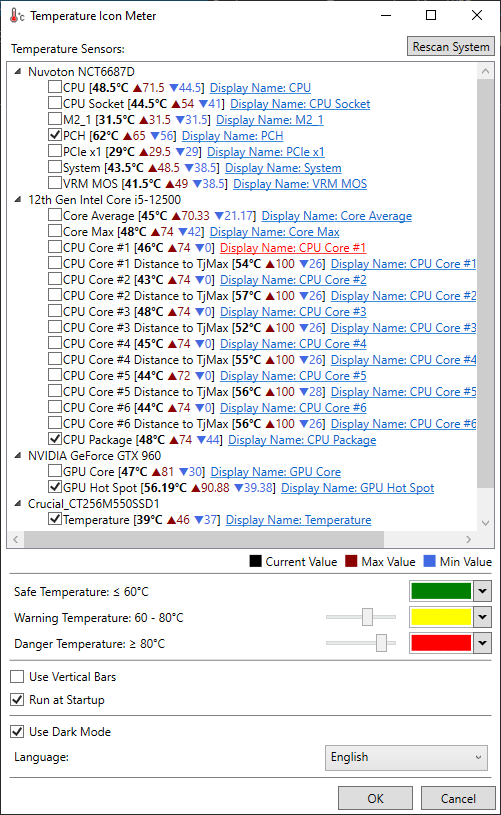 Temperature Icon Meter
Temperature Sensors:
Rescan System
Nuvoton NCT6687D
CPU [48.5°C ▲71.5 ▼44.5] Display Name: CPU
CPU Socket [44.5°C ▲54 ▼41] Display Name: CPU Socket
M2_1 [31.5°C ▲31.5 ▼31.5] Display Name: M2_1
PCH [62°C ▲65 ▼56] Display Name: PCH
PCIe x1 [29°C ▲29.5 ▼29] Display Name: PCIe x1
System [43.5°C ▲48.5 ▼38.5] Display Name: System
VRM MOS [41.5°C ▲49 ▼38.5] Display Name: VRM MOS
12th Gen Intel Core i5-12500
Core Average [45°C ▲70.33 ▼21.17] Display Name: Core Average
Core Max [48°C ▲74 ▼42] Display Name: Core Max
CPU Core #1 [46°C ▲74 ▼0] Display Name: CPU Core #1
CPU Core #1 Distance to TjMax [54°C ▲100 ▼26] Display Name: CPU Core #1
CPU Core #2 [43°C ▲74 ▼0] Display Name: CPU Core #2
CPU Core #2 Distance to TjMax [57°C ▲100 ▼26] Display Name: CPU Core #2
CPU Core #3 [48°C ▲74 ▼0] Display Name: CPU Core #3
CPU Core #3 Distance to TjMax [52°C ▲100 ▼26] Display Name: CPU Core #3
CPU Core #4 [45°C ▲74 ▼0] Display Name: CPU Core #4
CPU Core #4 Distance to TjMax [55°C ▲100 ▼26] Display Name: CPU Core #4
CPU Core #5 [44°C ▲72 ▼0] Display Name: CPU Core #5
CPU Core #5 Distance to TjMax [56°C ▲100 ▼28] Display Name: CPU Core #5
CPU Core #6 [44°C ▲74 ▼0] Display Name: CPU Core #6
CPU Core #6 Distance to TjMax [56°C ▲100 ▼26] Display Name: CPU Core #6
CPU Package [48°C ▲74 ▼44] Display Name: CPU Package
NVIDIA GeForce GTX 960
GPU Core [47°C ▲81 ▼30] Display Name: GPU Core
GPU Hot Spot [56.19°C ▲90.88 ▼39.38] Display Name: GPU Hot Spot
Crucial_CT256M550SSD1
Temperature [39°C ▲46 ▼37] Display Name: Temperature
Current Value Max Value Min Value
Safe Temperature: ≤ 60°C
Warning Temperature: 60 - 80°C
Danger Temperature: ≥ 80°C
Use Vertical Bars
Run at Startup
Use Dark Mode
Language:
English
OK
Cancel